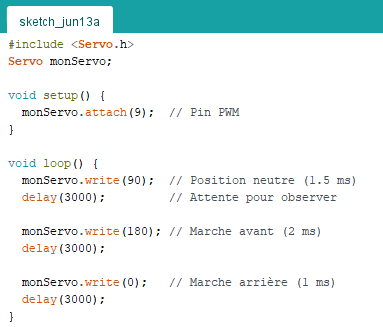 sketch_jun13a
#include <Servo.h>
Servo monServo;
void setup() {
  monServo.attach(9);  // Pin PWM
}
void loop() {
  monServo.write(90);  // Position neutre (1.5 ms)
  delay(3000);         // Attente pour observer
  monServo.write(180); // Marche avant (2 ms)
  delay(3000);
  monServo.write(0);   // Marche arrière (1 ms)
  delay(3000);
}